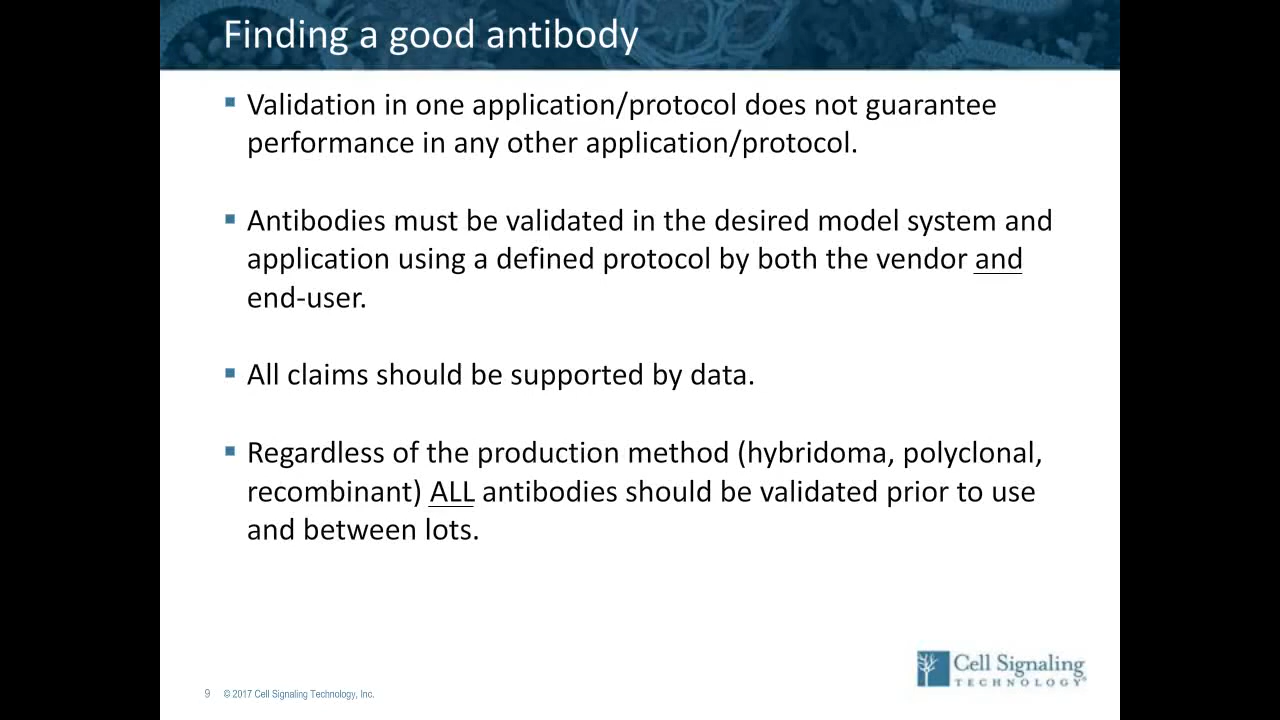 Finding a good antibody
▪ Validation in one application/protocol does not guarantee
performance in any other application/protocol.
▪ Antibodies must be validated in the desired model system and
application using a defined protocol by both the vendor and
end-user.
▪ All claims should be supported by data.
▪ Regardless of the production method (hybridoma, polyclonal,
recombinant) ALL antibodies should be validated prior to use
and between lots.
Cell Signaling
TECHNOLOGY®
9 © 2017 Cell Signaling Technology, Inc.